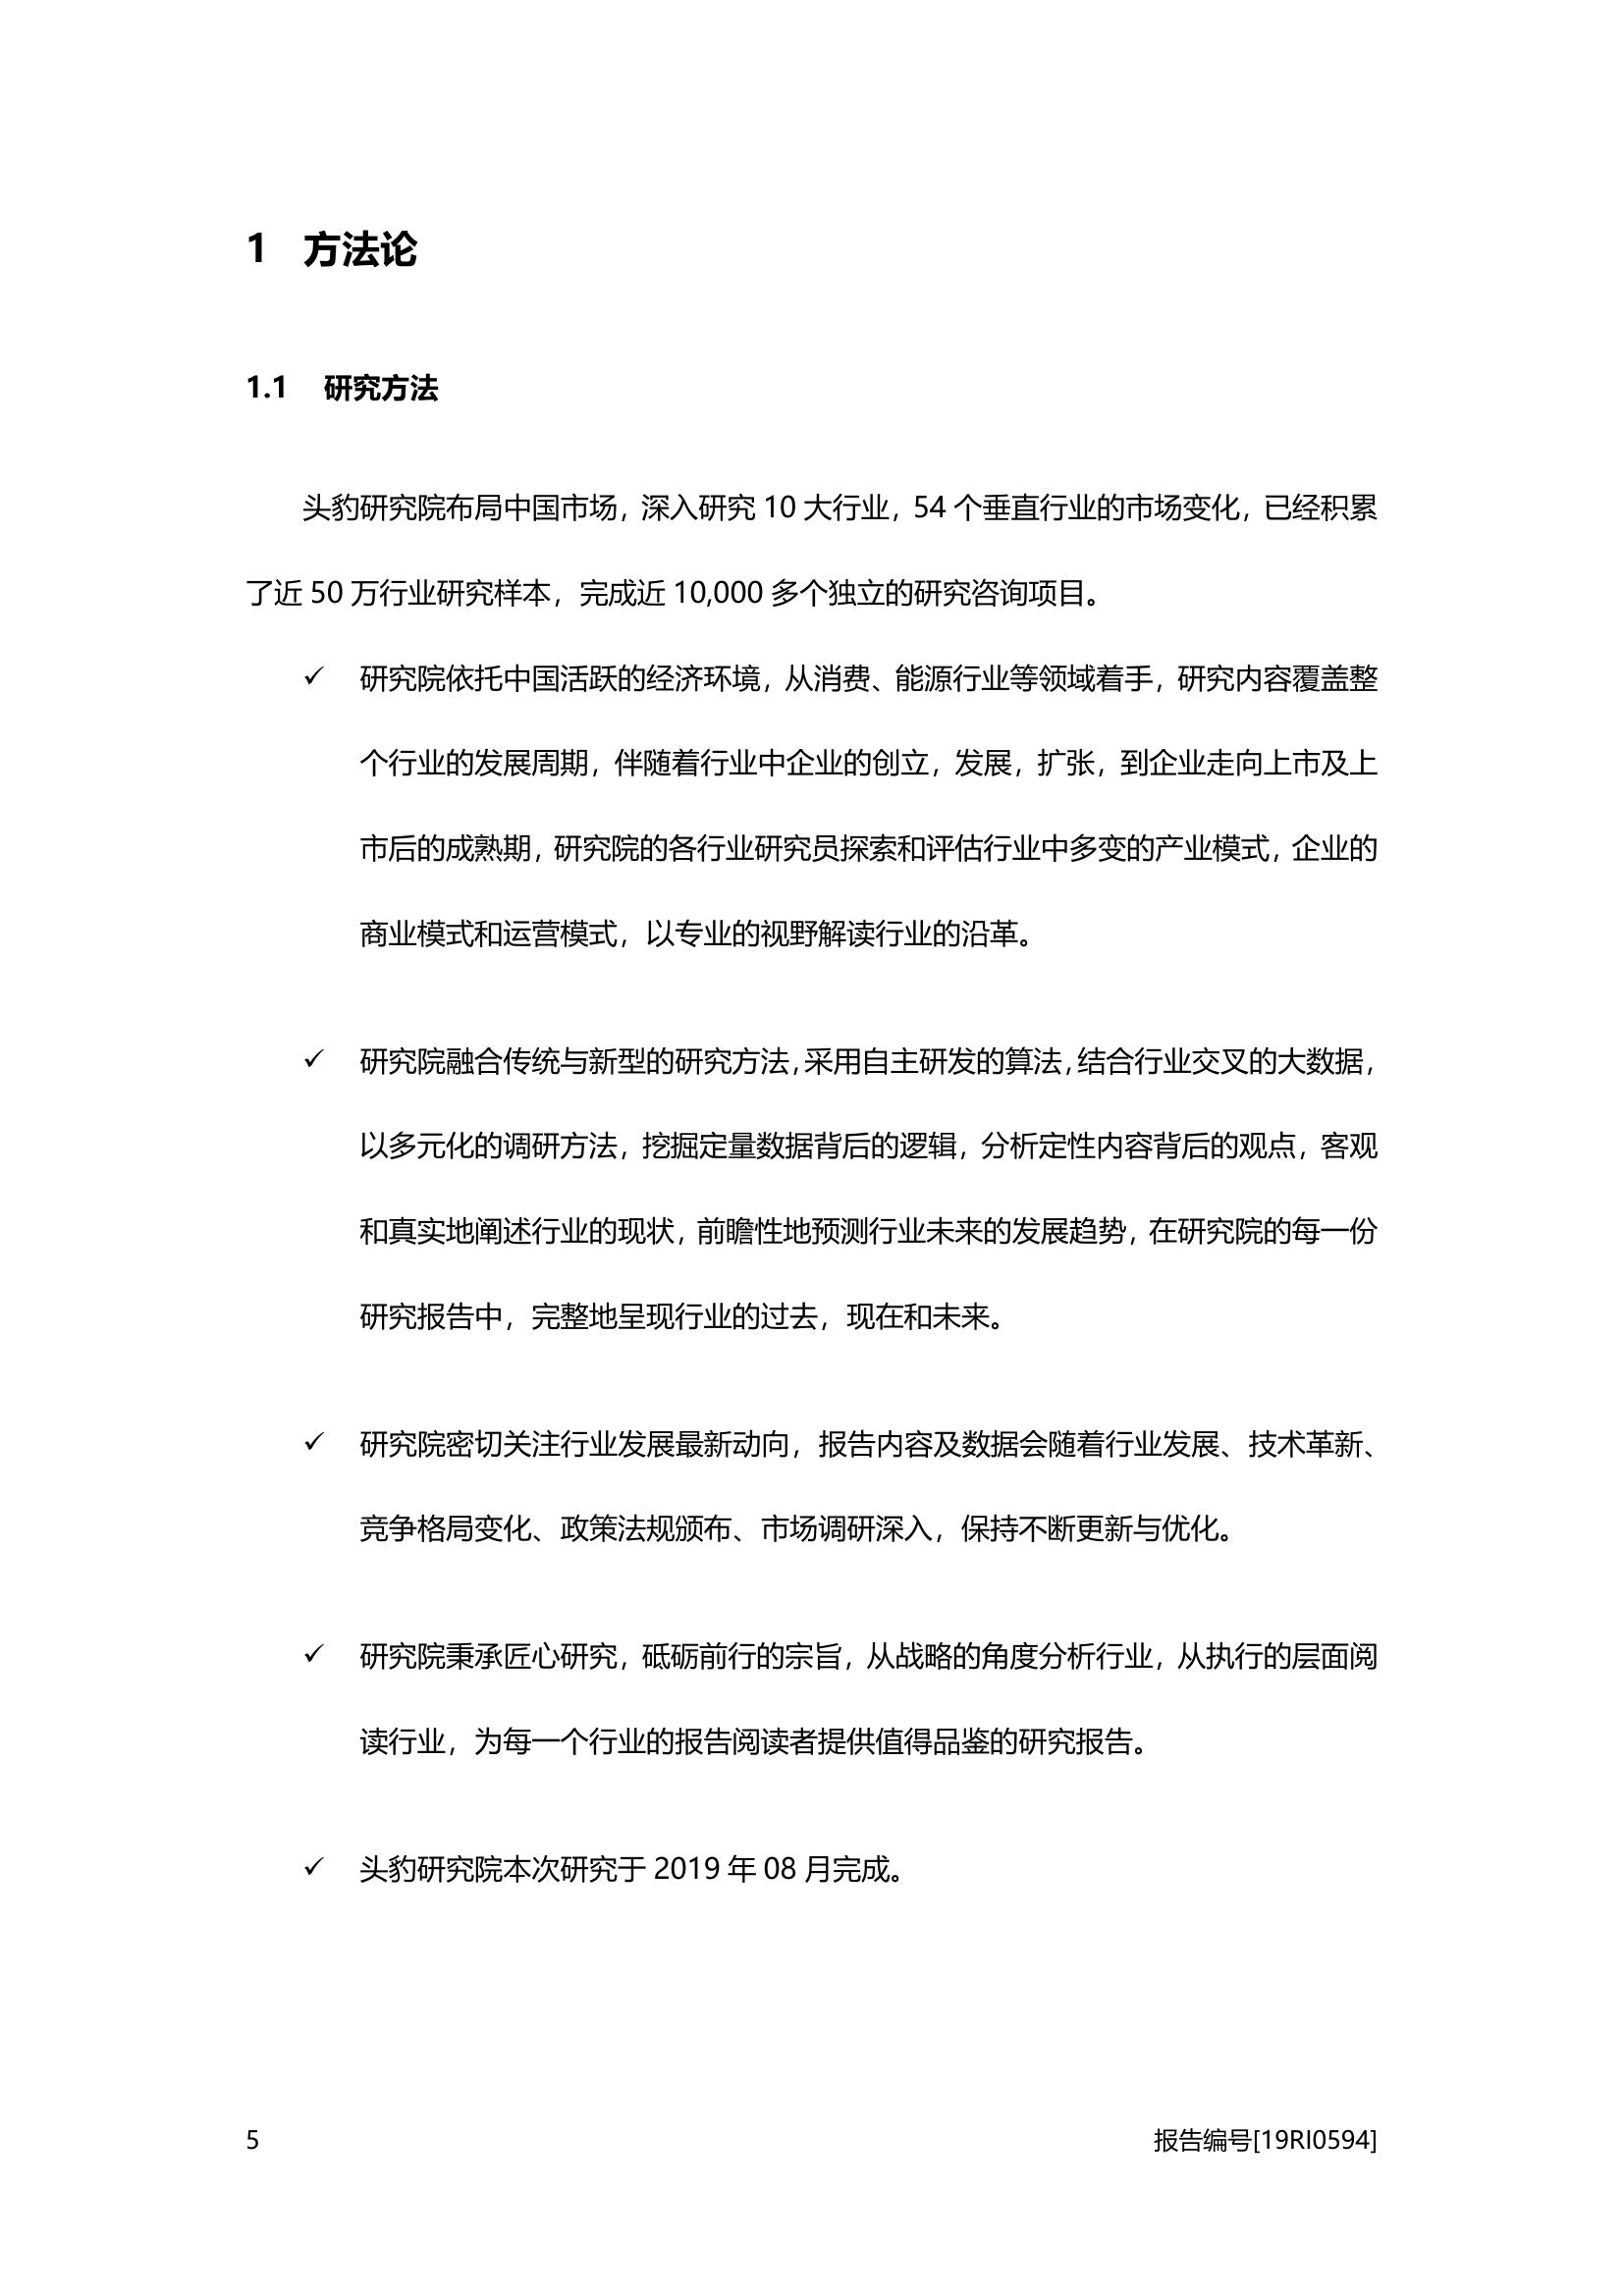 1 方法论
1.1 研究方法
头豹研究院布局中国市场，深入研究 10 大行业，54 个垂直行业的市场变化，已经积累
了近 50 万行业研究样本，完成近 10,000 多个独立的研究咨询项目。
✓ 研究院依托中国活跃的经济环境，从消费、能源行业等领域着手，研究内容覆盖整
个行业的发展周期，伴随着行业中企业的创立，发展，扩张，到企业走向上市及上
市后的成熟期，研究院的各行业研究员探索和评估行业中多变的产业模式，企业的
商业模式和运营模式，以专业的视野解读行业的沿革。
✓ 研究院融合传统与新型的研究方法，采用自主研发的算法，结合行业交叉的大数据，
以多元化的调研方法，挖掘定量数据背后的逻辑，分析定性内容背后的观点，客观
和真实地阐述行业的现状，前瞻性地预测行业未来的发展趋势，在研究院的每一份
研究报告中，完整地呈现行业的过去，现在和未来。
✓ 研究院密切关注行业发展最新动向，报告内容及数据会随着行业发展、技术革新、
竞争格局变化、政策法规颁布、市场调研深入，保持不断更新与优化。
✓ 研究院秉承匠心研究，砥砺前行的宗旨，从战略的角度分析行业，从执行的层面阅
读行业，为每一个行业的报告阅读者提供值得品鉴的研究报告。
✓ 头豹研究院本次研究于 2019 年 08 月完成。
5 报告编号[19RI0594]